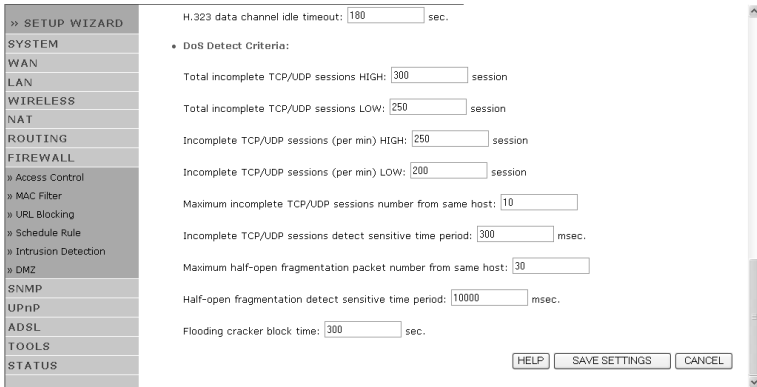 » SETUP WIZARD
SYSTEM
WAN
LAN
WIRELESS
NAT
ROUTING
FIREWALL
» Access Control
» MAC Filter
» URL Blocking
» Schedule Rule
» Intrusion Detection
» DMZ
SNMP
UPnP
ADSL
TOOLS
STATUS
H.323 data channel idle timeout: 180 sec.
• DoS Detect Criteria:
Total incomplete TCP/UDP sessions HIGH: 300 session
Total incomplete TCP/UDP sessions LOW: 250 session
Incomplete TCP/UDP sessions (per min) HIGH: 250 session
Incomplete TCP/UDP sessions (per min) LOW: 200 session
Maximum incomplete TCP/UDP sessions number from same host: 10
Incomplete TCP/UDP sessions detect sensitive time period: 300 msec.
Maximum half-open fragmentation packet number from same host: 30
Half-open fragmentation detect sensitive time period: 10000 msec.
Flooding cracker block time: 300 sec.
HELP SAVE SETTINGS CANCEL